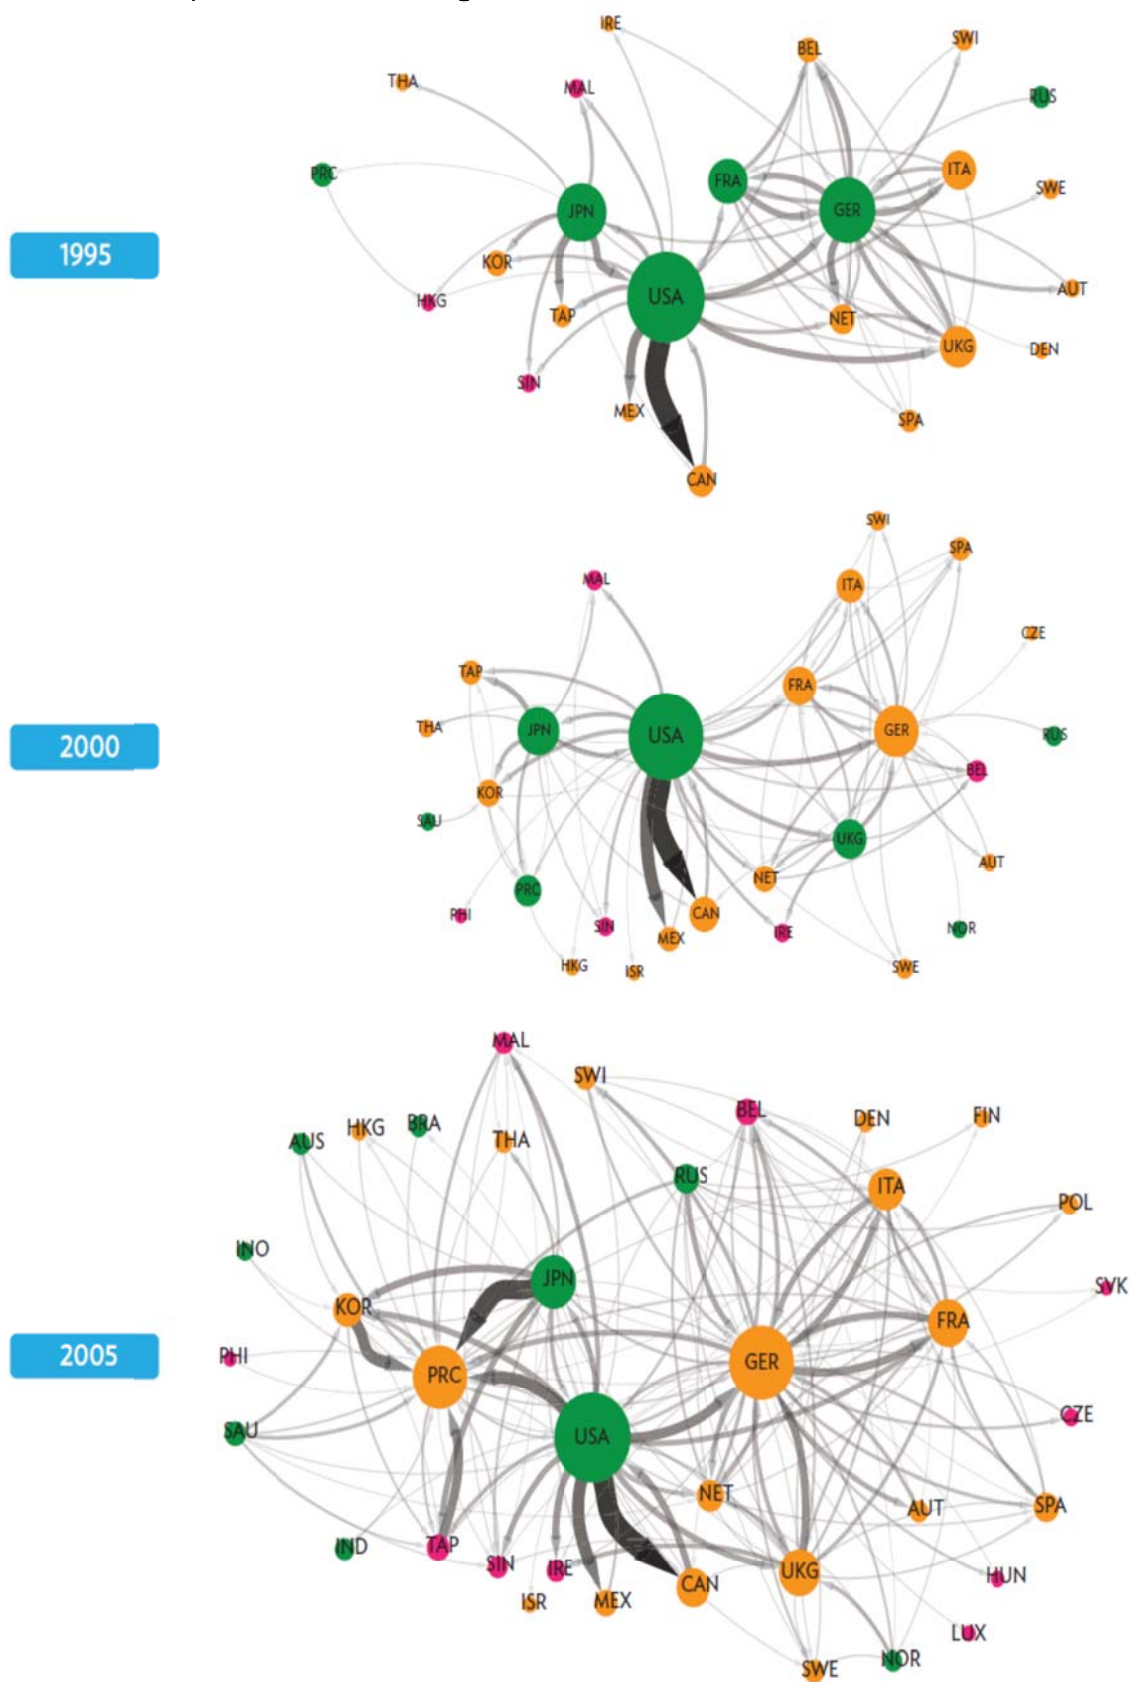 IRE
SWI
BEL
THA
MAL
RUS
ITA
PRC
FRA
SWE
JPN
GER
1995
KOR
USA
AUT
HKG
TAP
NET
UKG
DEN
SIN
MEX
SPA
CAN
SWI
SPA
MAL
ITA
CZE
TAP
FRA
THA
JPN
USA
GER
RUS
2000
BEL
KOR
SAU
UKG
AUT
PRC
NET
PHI
SIN
CAN
MEX
IRE
NOR
HKG
ISR
SWE
MAL
SWI
BEL
DEN
FIN
AUS
HKG
BRA
THA
RUS
ITA
POL
INO
JPN
SVK
KOR
FRA
2005
PHI
PRC
GER
SAU
USA
CZE
NET
AUT
SPA
IND
TAP
SIN
IRE
CAN
UKG
HUN
ISR
MEX
LUX
SWE
NOR